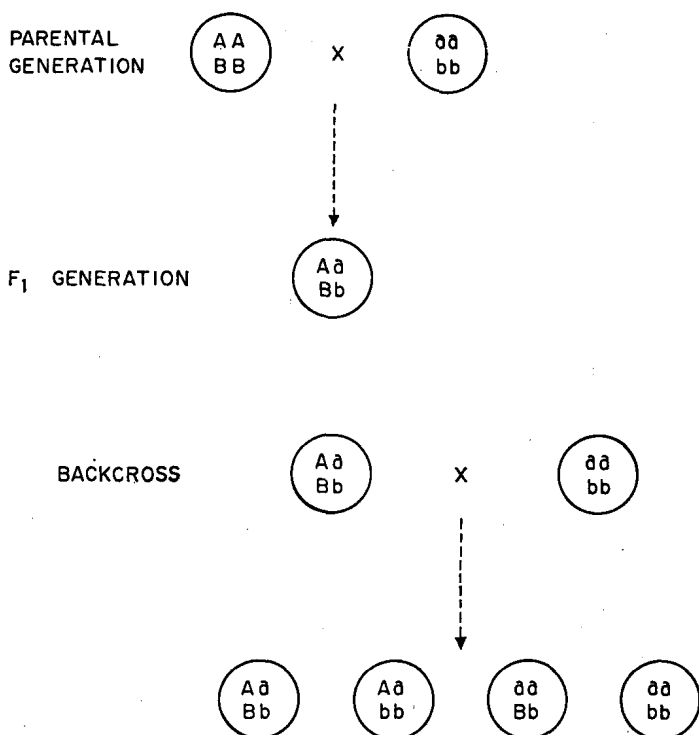 PARENTAL
GENERATION
AA
BB
X
aa
bb
F1 GENERATION
Aa
Bb
BACKCROSS
Aa
Bb
X
aa
bb
Aa
Bb
Aa
bb
aa
Bb
aa
bb